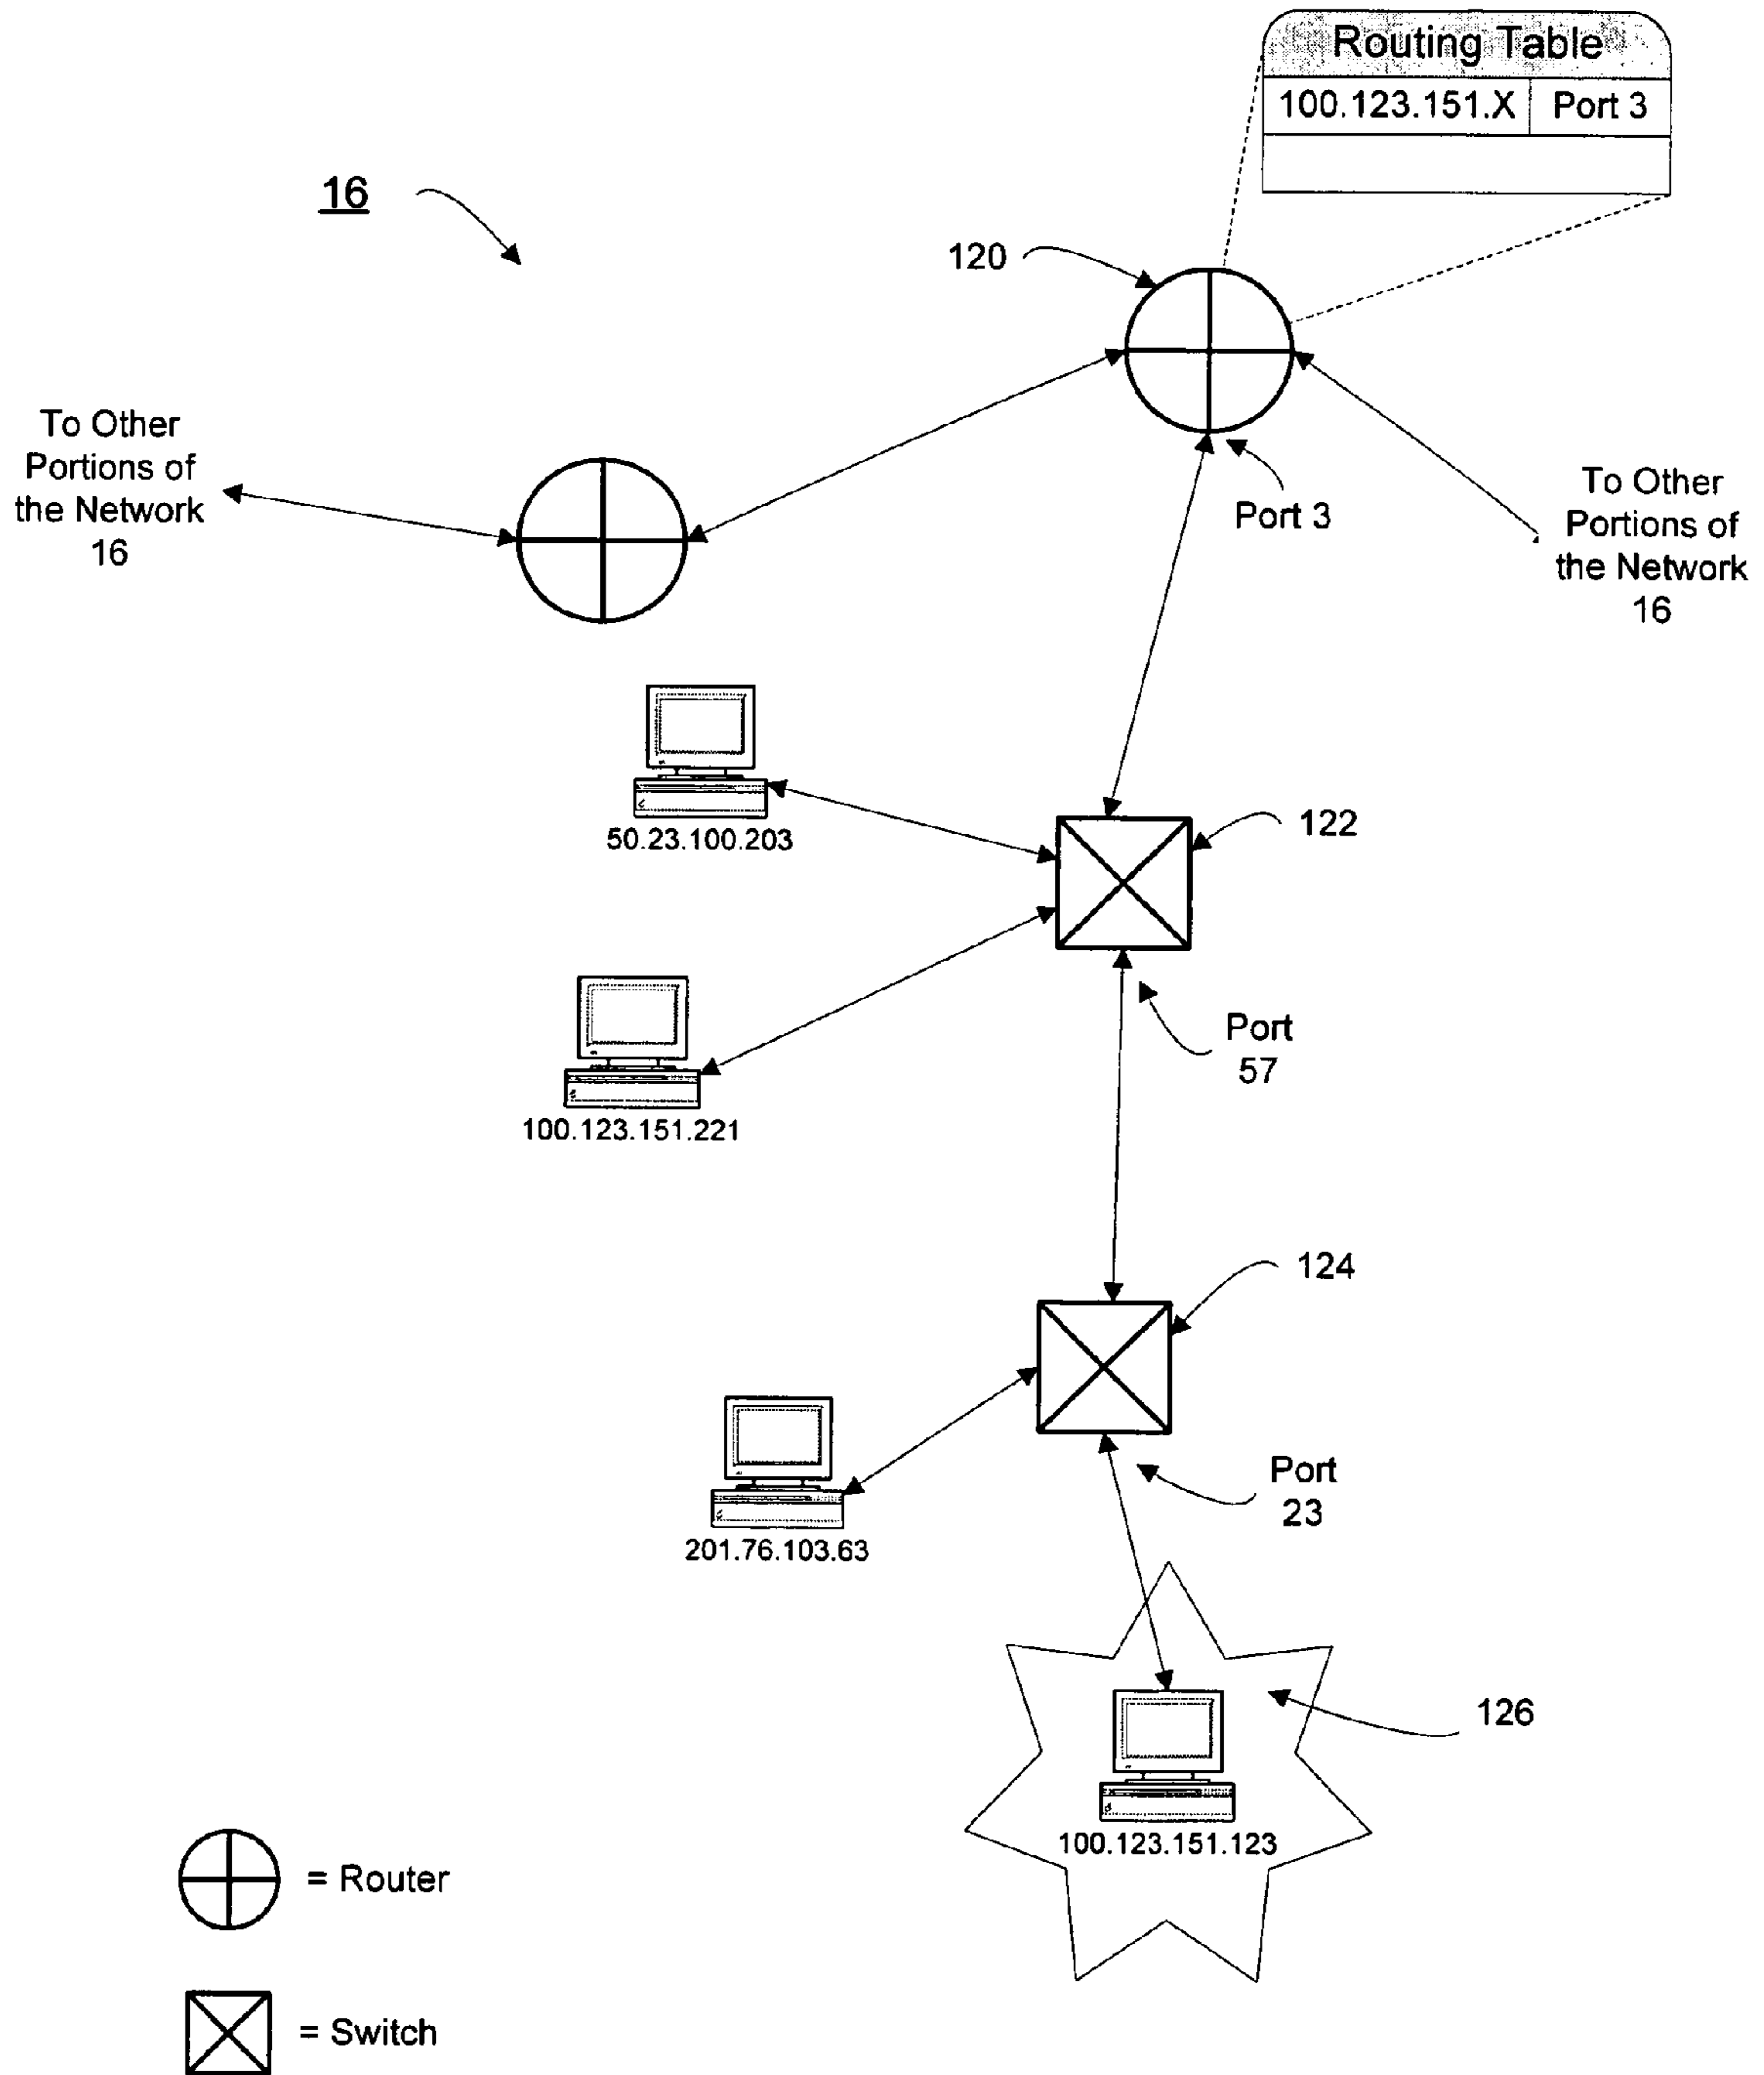 Routing Table
100.123.151.X Port 3
16
120
To Other
Portions of
the Network
16
Port 3
To Other
Portions of
the Network
16
50.23.100.203
122
100.123.151.221
Port
57
124
201.76.103.63
Port
23
126
100.123.151.123
= Router
= Switch